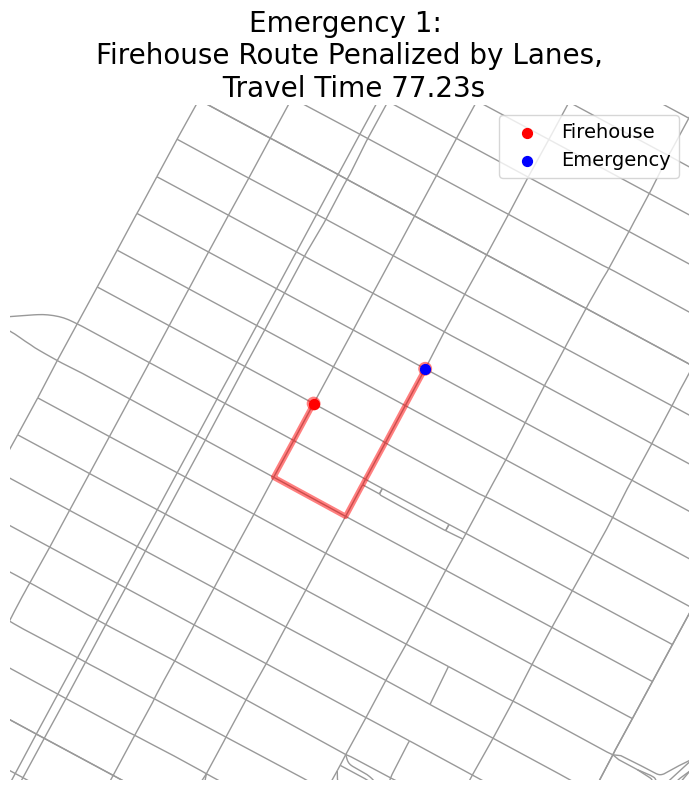 Emergency 1:
Firehouse Route Penalized by Lanes,
Travel Time 77.23s
Firehouse
Emergency